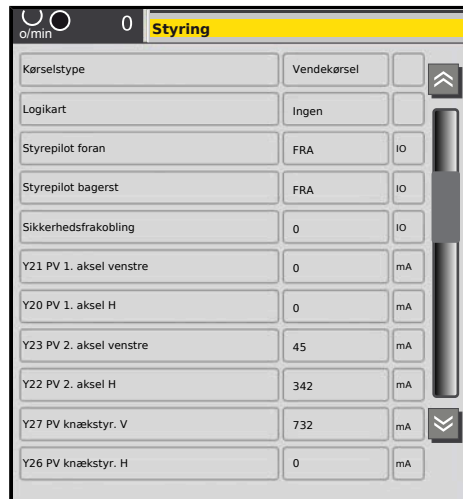 o/min 0 Styring
Kørselstype Vendekørsel
Logikart Ingen
Styrepilot foran FRA IO
Styrepilot bagerst FRA IO
Sikkerhedsfrakobling 0 IO
Y21 PV 1. aksel venstre 0 mA
Y20 PV 1. aksel H 0 mA
Y23 PV 2. aksel venstre 45 mA
Y22 PV 2. aksel H 342 mA
Y27 PV knækstyr. V 732 mA
Y26 PV knækstyr. H 0 mA